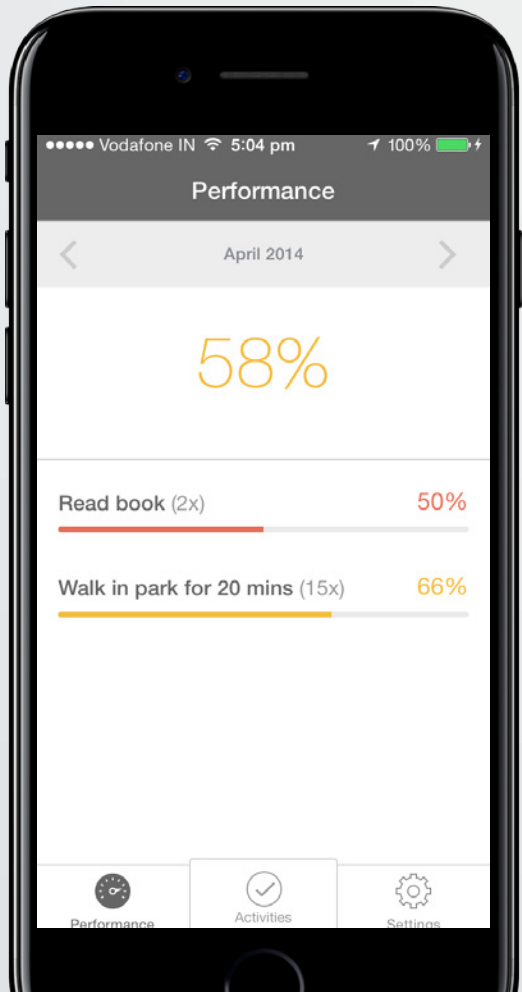 ●●●●● Vodafone IN 5:04 pm 100%
Performance
April 2014
58%
Read book (2x) 50%
Walk in park for 20 mins (15x) 66%
Performance Activities Settings